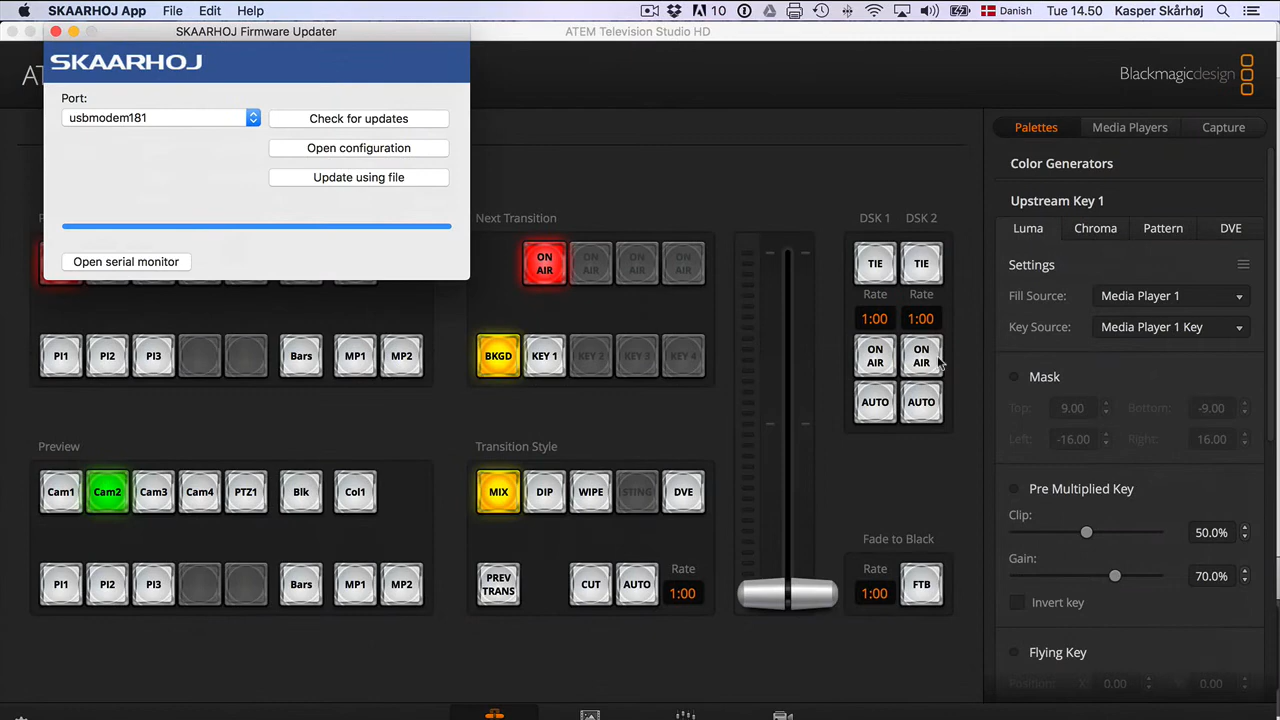 SKAARHOJ App File Edit Help 10 Danish Tue 14.50 Kasper Skårhøj
SKAARHOJ Firmware Updater
ATEM Television Studio HD
SKAARHOJ
Blackmagicdesign
Port:
usbmodem181
Check for updates
Open configuration
Update using file
Open serial monitor
Palettes Media Players Capture
Color Generators
Upstream Key 1
Luma Chroma Pattern DVE
Settings
Fill Source: Media Player 1
Key Source: Media Player 1 Key
Mask
Top: 9.00 Bottom: -9.00
Left: -16.00 Right: 16.00
Pre Multiplied Key
Clip:
50.0%
Gain:
70.0%
Invert key
Flying Key
Position: X: 0.00 Y: 0.00
Next Transition
ON AIR ON AIR ON AIR ON AIR
BKGD KEY 1 KEY 2 KEY 3 KEY 4
DSK 1 DSK 2
TIE TIE
Rate Rate
1:00 1:00
ON AIR ON AIR
AUTO AUTO
PI1 PI2 PI3 Bars MP1 MP2
Preview
Cam1 Cam2 Cam3 Cam4 PTZ1 Blk Col1
PI1 PI2 PI3 Bars MP1 MP2
Transition Style
MIX DIP WIPE STING DVE
PREV TRANS CUT AUTO
Rate
1:00
Fade to Black
Rate
1:00
FTB